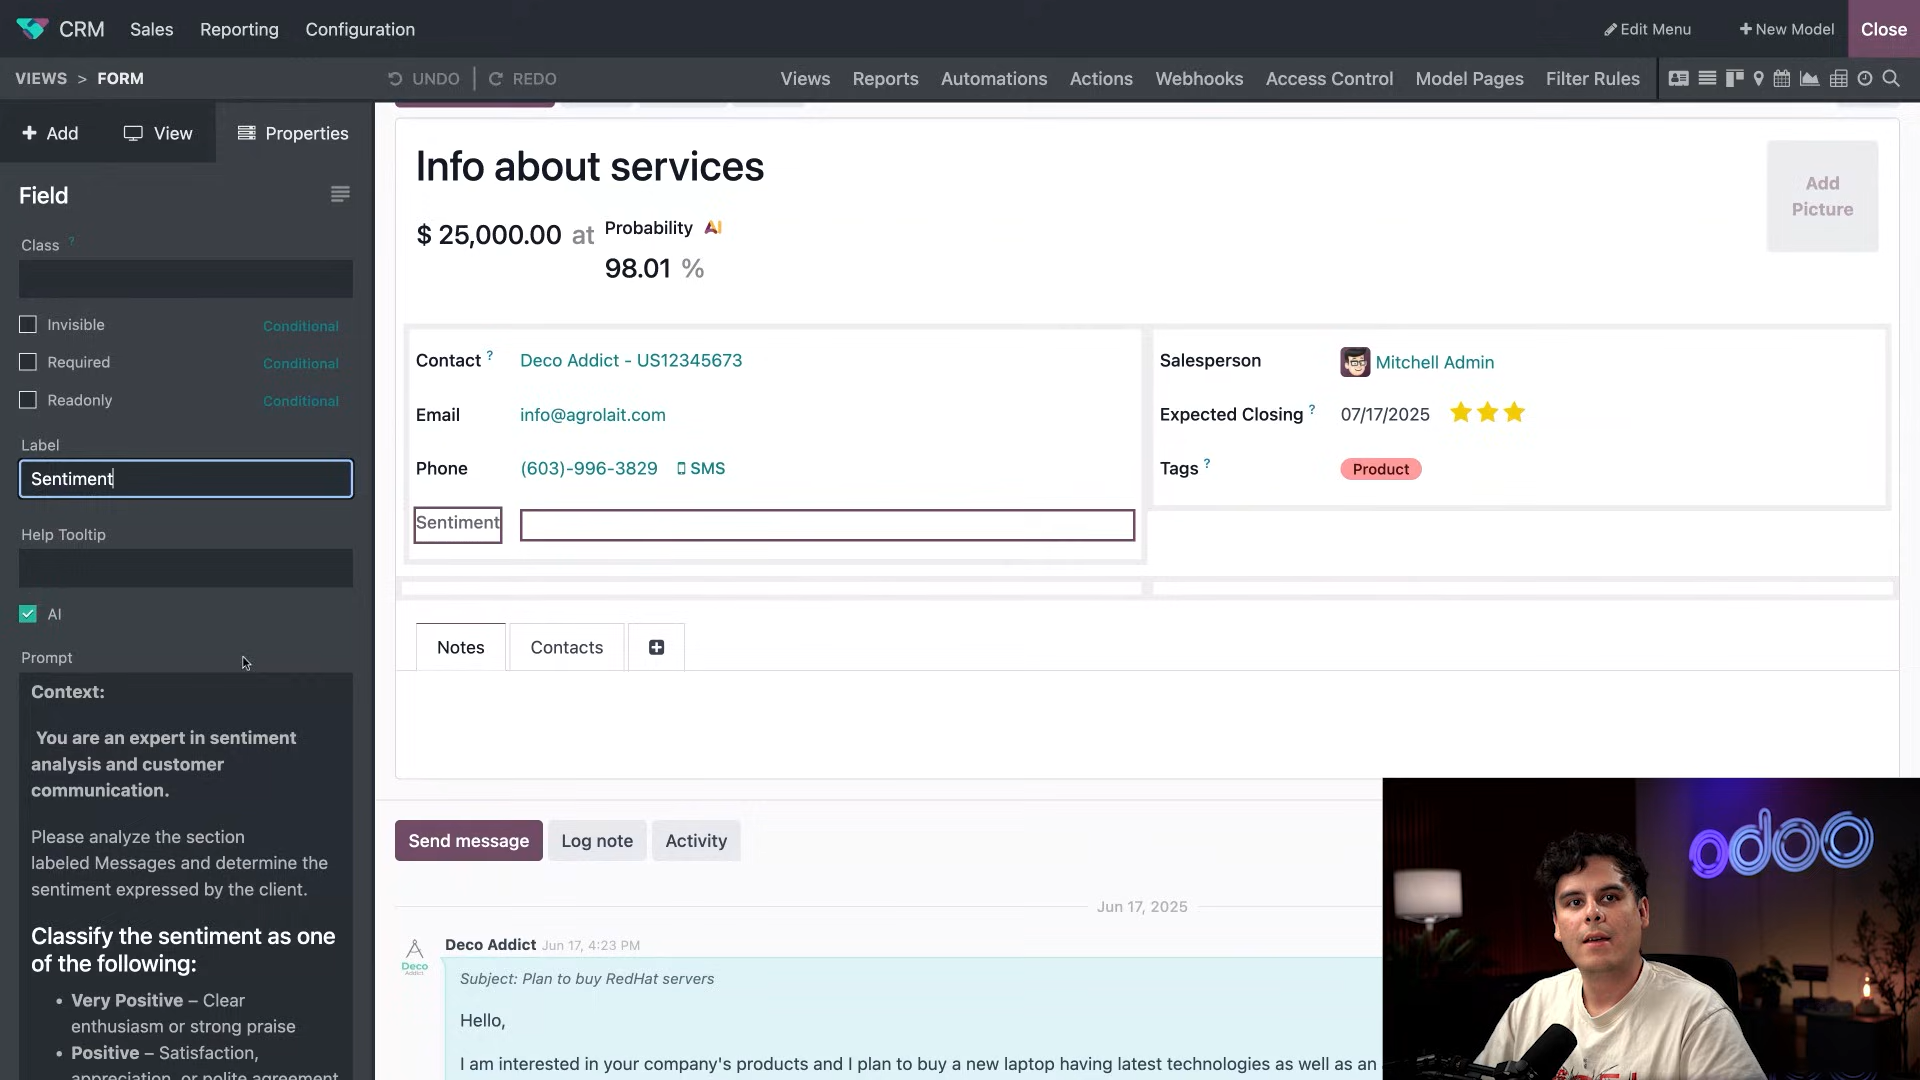 CRM Sales Reporting Configuration Edit Menu New Model Close
VIEWS > FORM UNDO REDO Views Reports Automations Actions Webhooks Access Control Model Pages Filter Rules
Add View Properties
Field
Class ?
Invisible Conditional
Required Conditional
Readonly Conditional
Label
Sentiment
Help Tooltip
AI
Prompt
Context:
You are an expert in sentiment
analysis and customer
communication.
Please analyze the section
labeled Messages and determine the
sentiment expressed by the client.
Classify the sentiment as one
of the following:
• Very Positive – Clear
enthusiasm or strong praise
• Positive – Satisfaction,
appreciation, or polite agreement
Info about services
$ 25,000.00 at Probability AI
98.01 %
Add
Picture
Contact ? Deco Addict - US12345673
Email info@agrolait.com
Phone (603)-996-3829 SMS
Sentiment
Salesperson Mitchell Admin
Expected Closing ? 07/17/2025
Tags ? Product
Notes Contacts
Send message Log note Activity
Jun 17, 2025
Deco Addict Jun 17, 4:23 PM
Subject: Plan to buy RedHat servers
Hello,
I am interested in your company's products and I plan to buy a new laptop having latest technologies as well as an
odoo